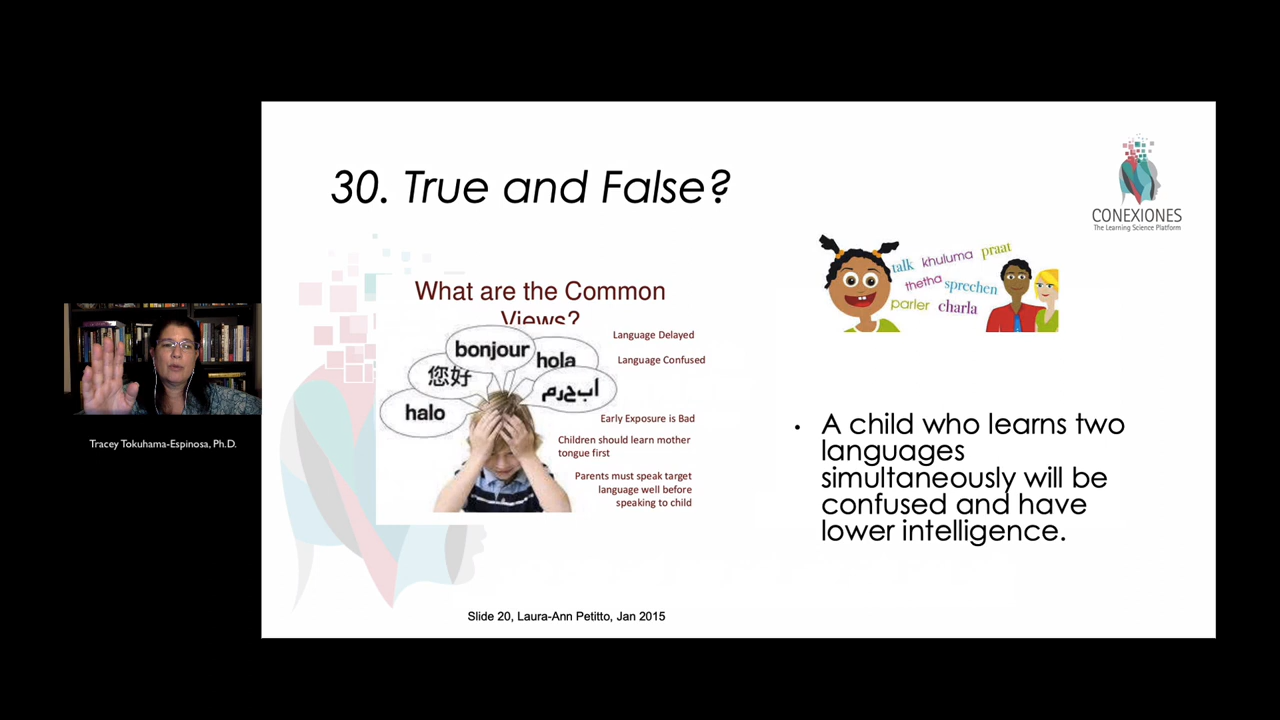 30. True and False?
CONEXIONES
The Learning Science Platform
What are the Common
Views?
Language Delayed
Language Confused
Early Exposure is Bad
Children should learn mother
tongue first
Parents must speak target
language well before
speaking to child
bonjour
hola
您好
أب‎ج‎رم
halo
talk khuluma praat
thetha sprechen
parler charla
• A child who learns two
languages
simultaneously will be
confused and have
lower intelligence.
Tracey Tokuhama-Espinosa, Ph.D.
Slide 20, Laura-Ann Petitto, Jan 2015